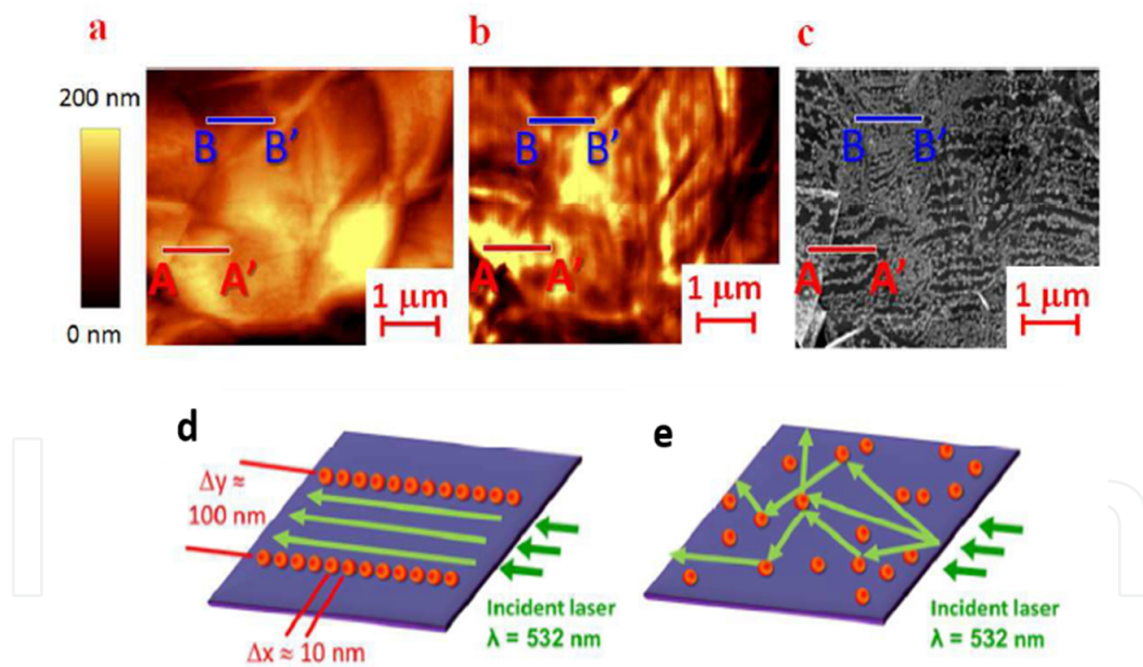 a
b
c
200 nm
0 nm
B B’
A A’
1 μm
B B’
A A’
1 μm
B B’
A A’
1 μm
d
Δy ≈
100 nm
Δx ≈ 10 nm
Incident laser
λ = 532 nm
e
Incident laser
λ = 532 nm